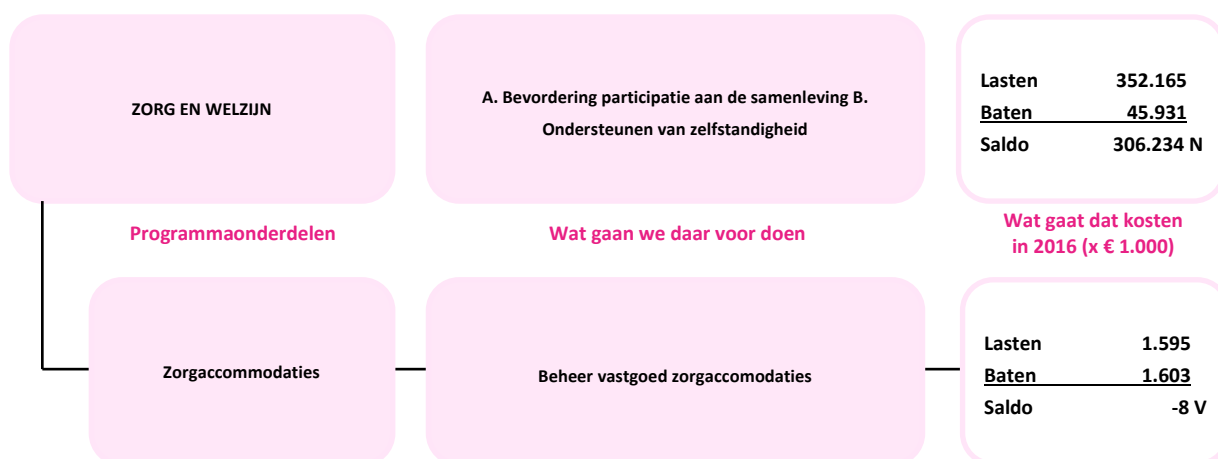 ZORG EN WELZIJN
A. Bevordering participatie aan de samenleving B.
Ondersteunen van zelfstandigheid
Lasten 352.165
Baten 45.931
Saldo 306.234 N
Programmaonderdelen
Wat gaan we daar voor doen
Wat gaat dat kosten
in 2016 (x € 1.000)
Zorgaccommodaties
Beheer vastgoed zorgaccomodaties
Lasten 1.595
Baten 1.603
Saldo -8 V